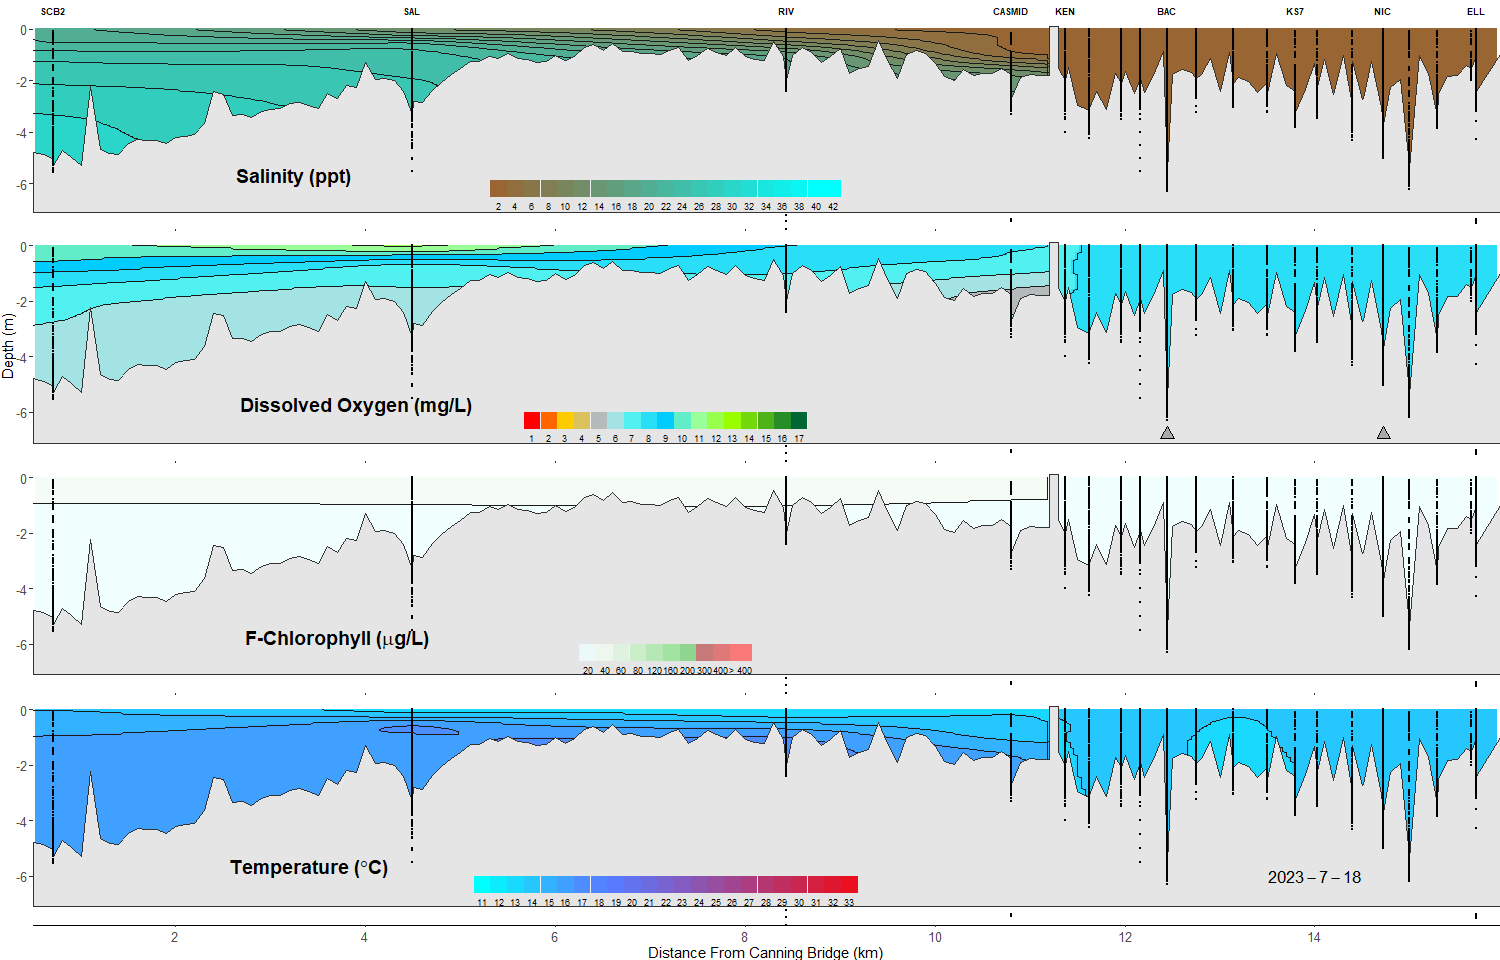 SCB2 SAL RIV CASMID KEN BAC KS7 NIC ELL
0
-2
-4
-6
Salinity (ppt)
2 4 6 8 10 12 14 16 18 20 22 24 26 28 30 32 34 36 38 40 42
0
-2
-4
-6
Depth (m)
Dissolved Oxygen (mg/L)
1 2 3 4 5 6 7 8 9 10 11 12 13 14 15 16 17
0
-2
-4
-6
F-Chlorophyll (µg/L)
20 40 60 80 120 160 200 300 400 > 400
0
-2
-4
-6
Temperature (°C)
2023 – 7 – 18
11 12 13 14 15 16 17 18 19 20 21 22 23 24 25 26 27 28 29 30 31 32 33
2 4 6 8 10 12 14
Distance From Canning Bridge (km)